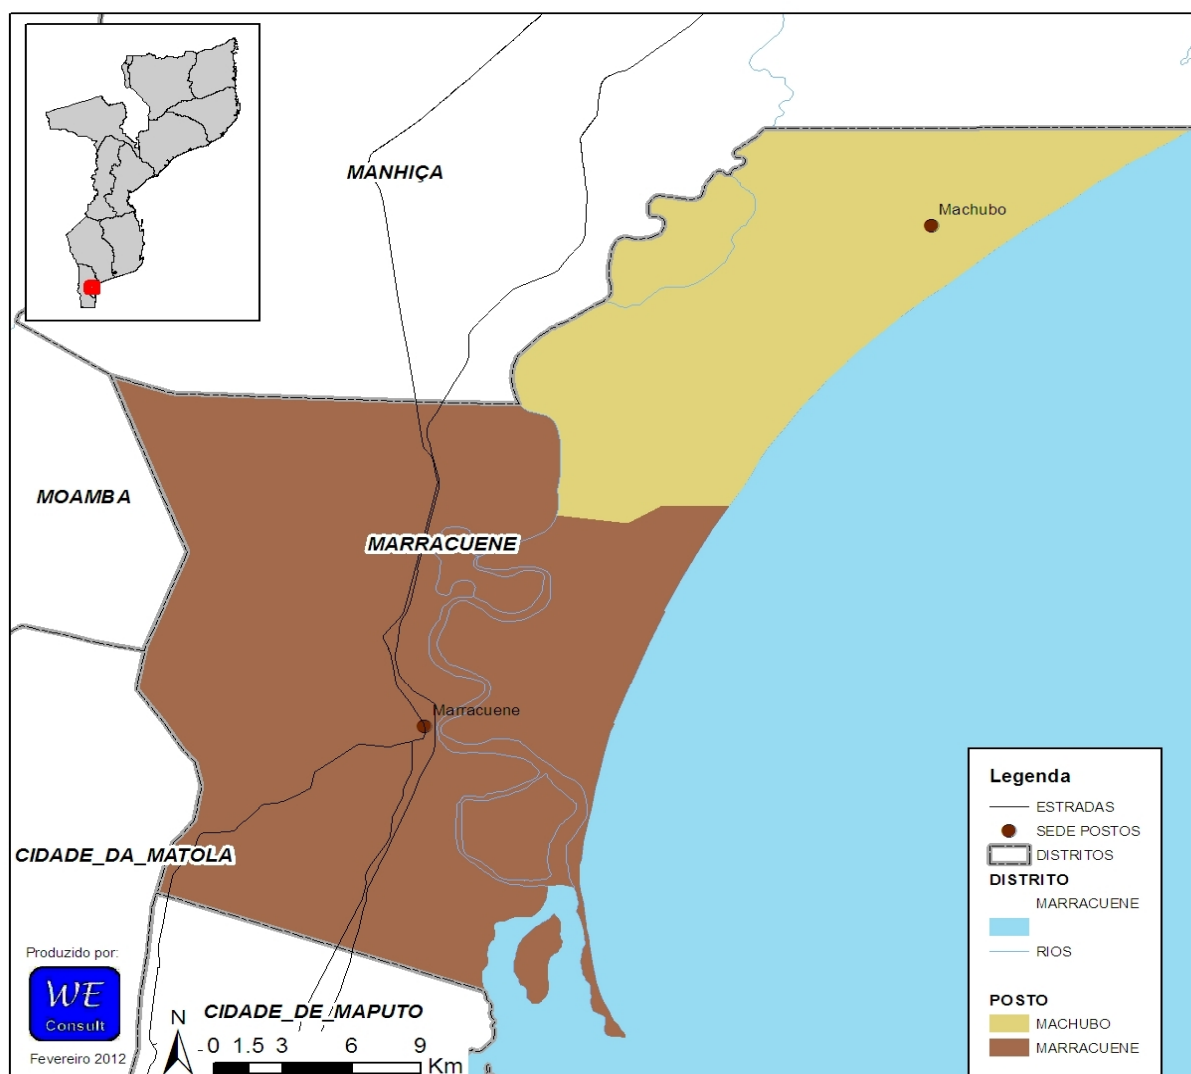 MANHIÇA
Machubo
MOAMBA
MARRACUENE
Marracuene
CIDADE_DA_MATOLA
CIDADE_DE_MAPUTO
Produzido por:
WE
Consult
Fevereiro 2012
N
0 1.5 3 6 9
Km
Legenda
ESTRADAS
SEDE POSTOS
DISTRITOS
DISTRITO
MARRACUENE
RIOS
POSTO
MACHUBO
MARRACUENE